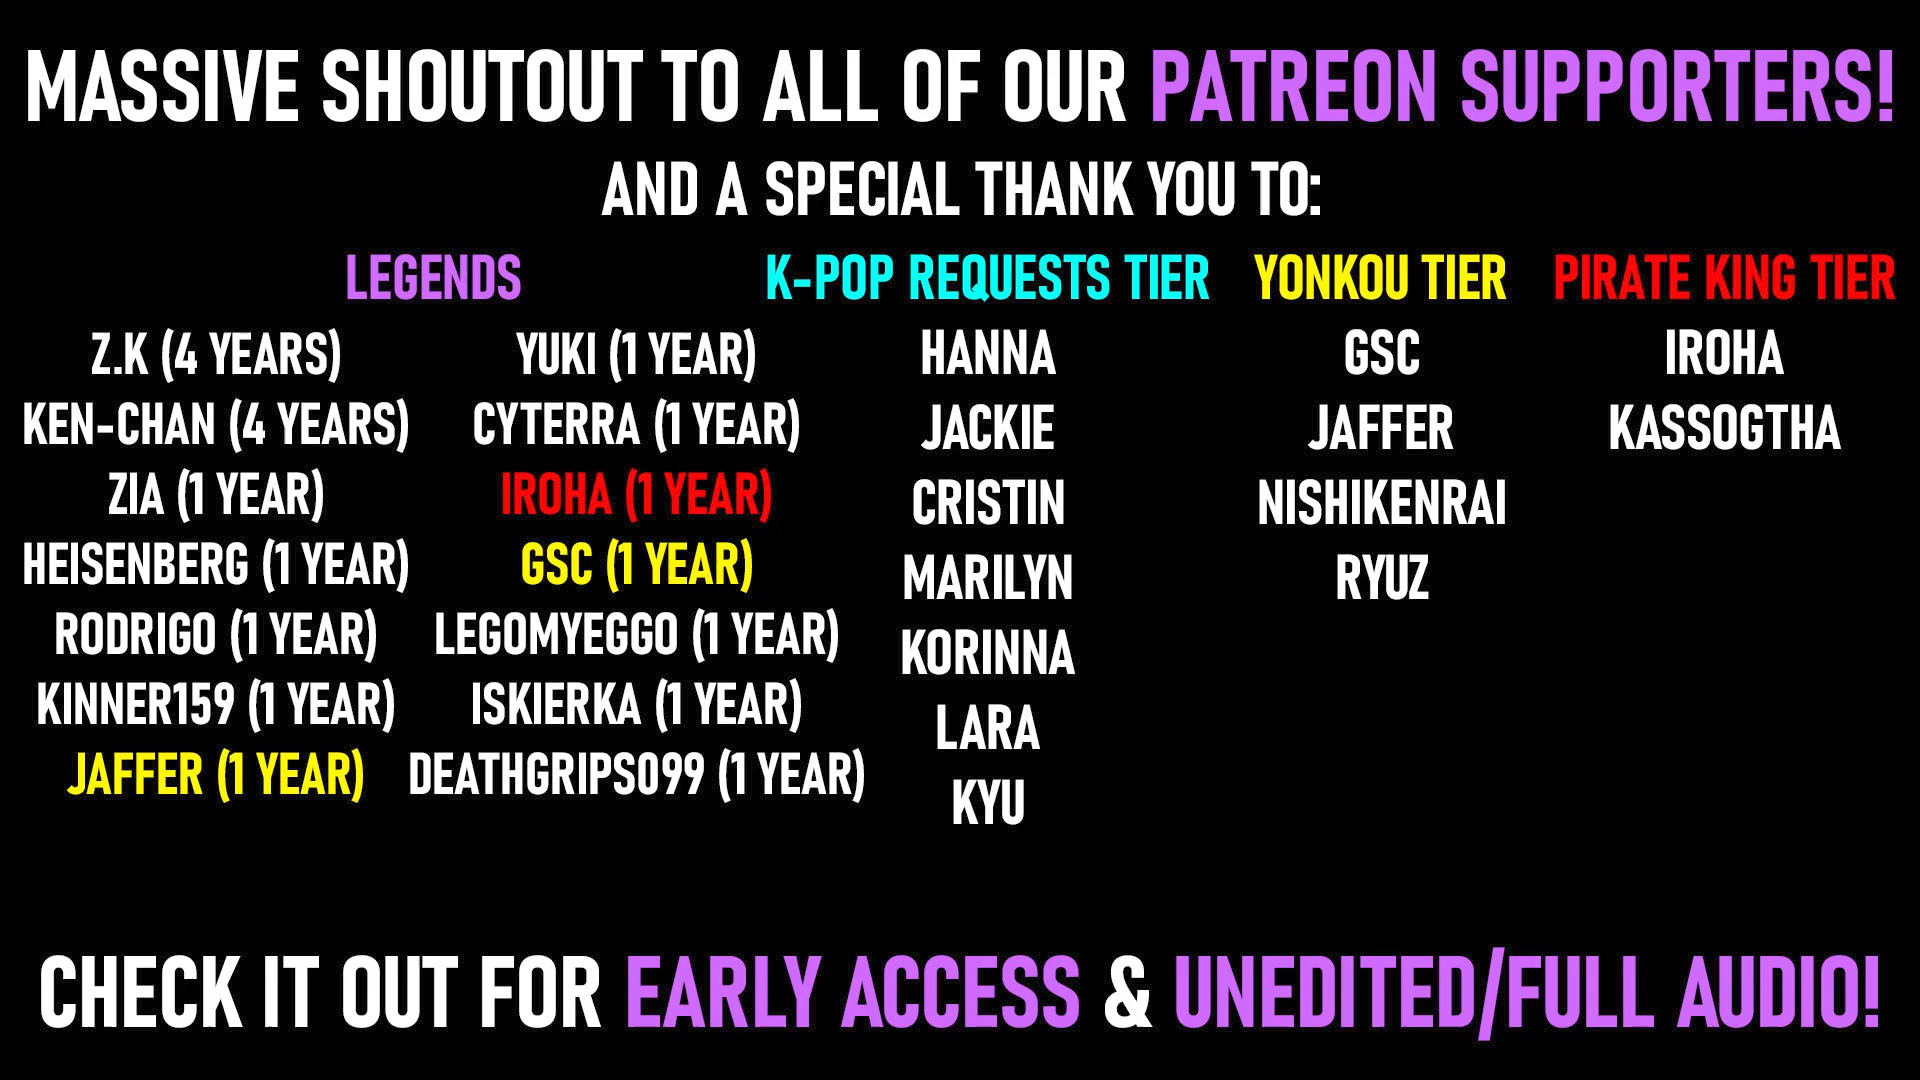 MASSIVE SHOUTOUT TO ALL OF OUR PATREON SUPPORTERS!
AND A SPECIAL THANK YOU TO:
LEGENDS
Z.K (4 YEARS)
KEN-CHAN (4 YEARS)
ZIA (1 YEAR)
HEISENBERG (1 YEAR)
RODRIGO (1 YEAR)
KINNER159 (1 YEAR)
JAFFER (1 YEAR)
YUKI (1 YEAR)
CYTERRA (1 YEAR)
IROHA (1 YEAR)
GSC (1 YEAR)
LEGOMYEGGO (1 YEAR)
ISKIERKA (1 YEAR)
DEATHGRIPS099 (1 YEAR)
K-POP REQUESTS TIER
HANNA
JACKIE
CRISTIN
MARILYN
KORINNA
LARA
KYU
YONKOU TIER
GSC
JAFFER
NISHIKENRAI
RYUZ
PIRATE KING TIER
IROHA
KASSOGTHA
CHECK IT OUT FOR EARLY ACCESS & UNEDITED/FULL AUDIO!